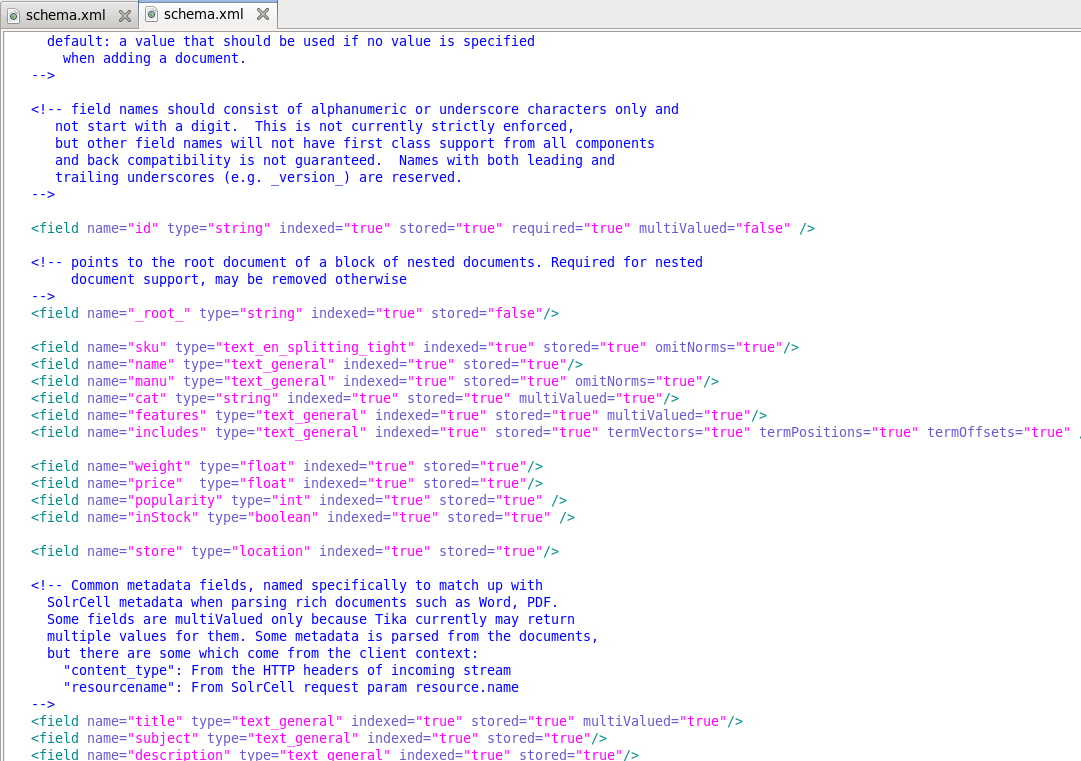 schema.xml schema.xml
default: a value that should be used if no value is specified
when adding a document.
-->
<!-- field names should consist of alphanumeric or underscore characters only and
not start with a digit.  This is not currently strictly enforced,
but other field names will not have first class support from all components
and back compatibility is not guaranteed.  Names with both leading and
trailing underscores (e.g. _version_) are reserved.
-->
<field name="id" type="string" indexed="true" stored="true" required="true" multiValued="false" />
<!-- points to the root document of a block of nested documents. Required for nested
document support, may be removed otherwise
-->
<field name="_root_" type="string" indexed="true" stored="false"/>
<field name="sku" type="text_en_splitting_tight" indexed="true" stored="true" omitNorms="true"/>
<field name="name" type="text_general" indexed="true" stored="true"/>
<field name="manu" type="text_general" indexed="true" stored="true" omitNorms="true"/>
<field name="cat" type="string" indexed="true" stored="true" multiValued="true"/>
<field name="features" type="text_general" indexed="true" stored="true" multiValued="true"/>
<field name="includes" type="text_general" indexed="true" stored="true" termVectors="true" termPositions="true" termOffsets="true" /
<field name="weight" type="float" indexed="true" stored="true"/>
<field name="price"  type="float" indexed="true" stored="true"/>
<field name="popularity" type="int" indexed="true" stored="true" />
<field name="inStock" type="boolean" indexed="true" stored="true" />
<field name="store" type="location" indexed="true" stored="true"/>
<!-- Common metadata fields, named specifically to match up with
SolrCell metadata when parsing rich documents such as Word, PDF.
Some fields are multiValued only because Tika currently may return
multiple values for them. Some metadata is parsed from the documents,
but there are some which come from the client context:
"content_type": From the HTTP headers of incoming stream
"resourcename": From SolrCell request param resource.name
-->
<field name="title" type="text_general" indexed="true" stored="true" multiValued="true"/>
<field name="subject" type="text_general" indexed="true" stored="true"/>
<field name="description" type="text_general" indexed="true" stored="true"/>